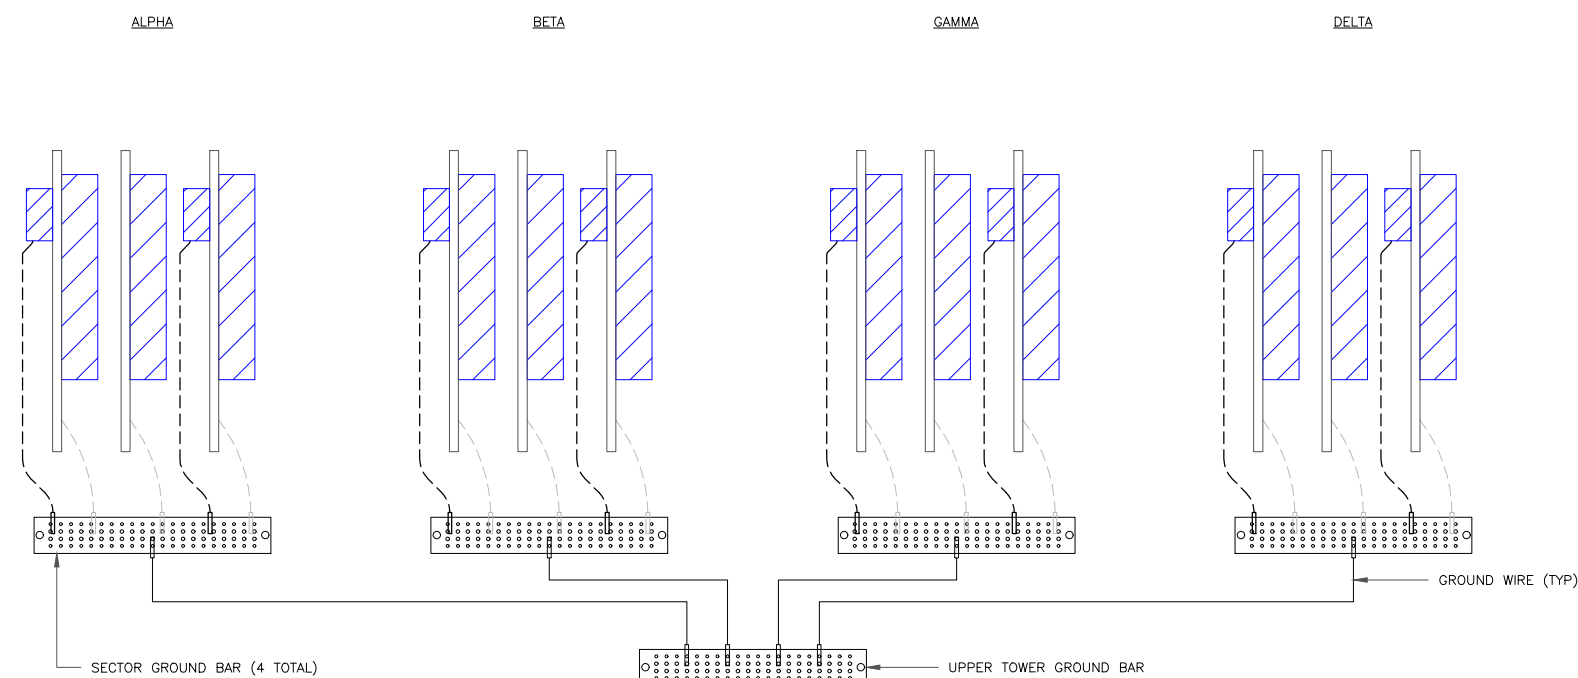 ALPHA
BETA
GAMMA
DELTA
GROUND WIRE (TYP)
SECTOR GROUND BAR (4 TOTAL)
UPPER TOWER GROUND BAR